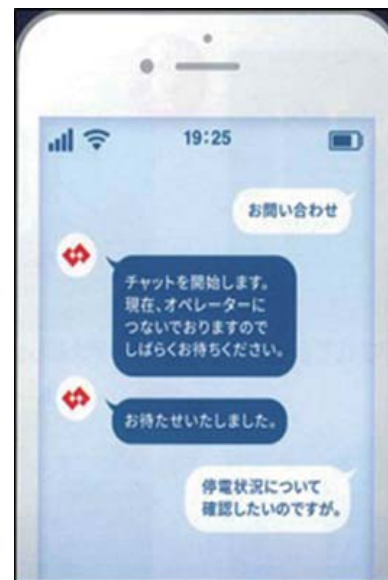 19:25
お問い合わせ
チャットを開始します。
現在、オペレーターに
つないでおりますので
しばらくお待ちください。
お待たせいたしました。
停電状況について
確認したいのですが。